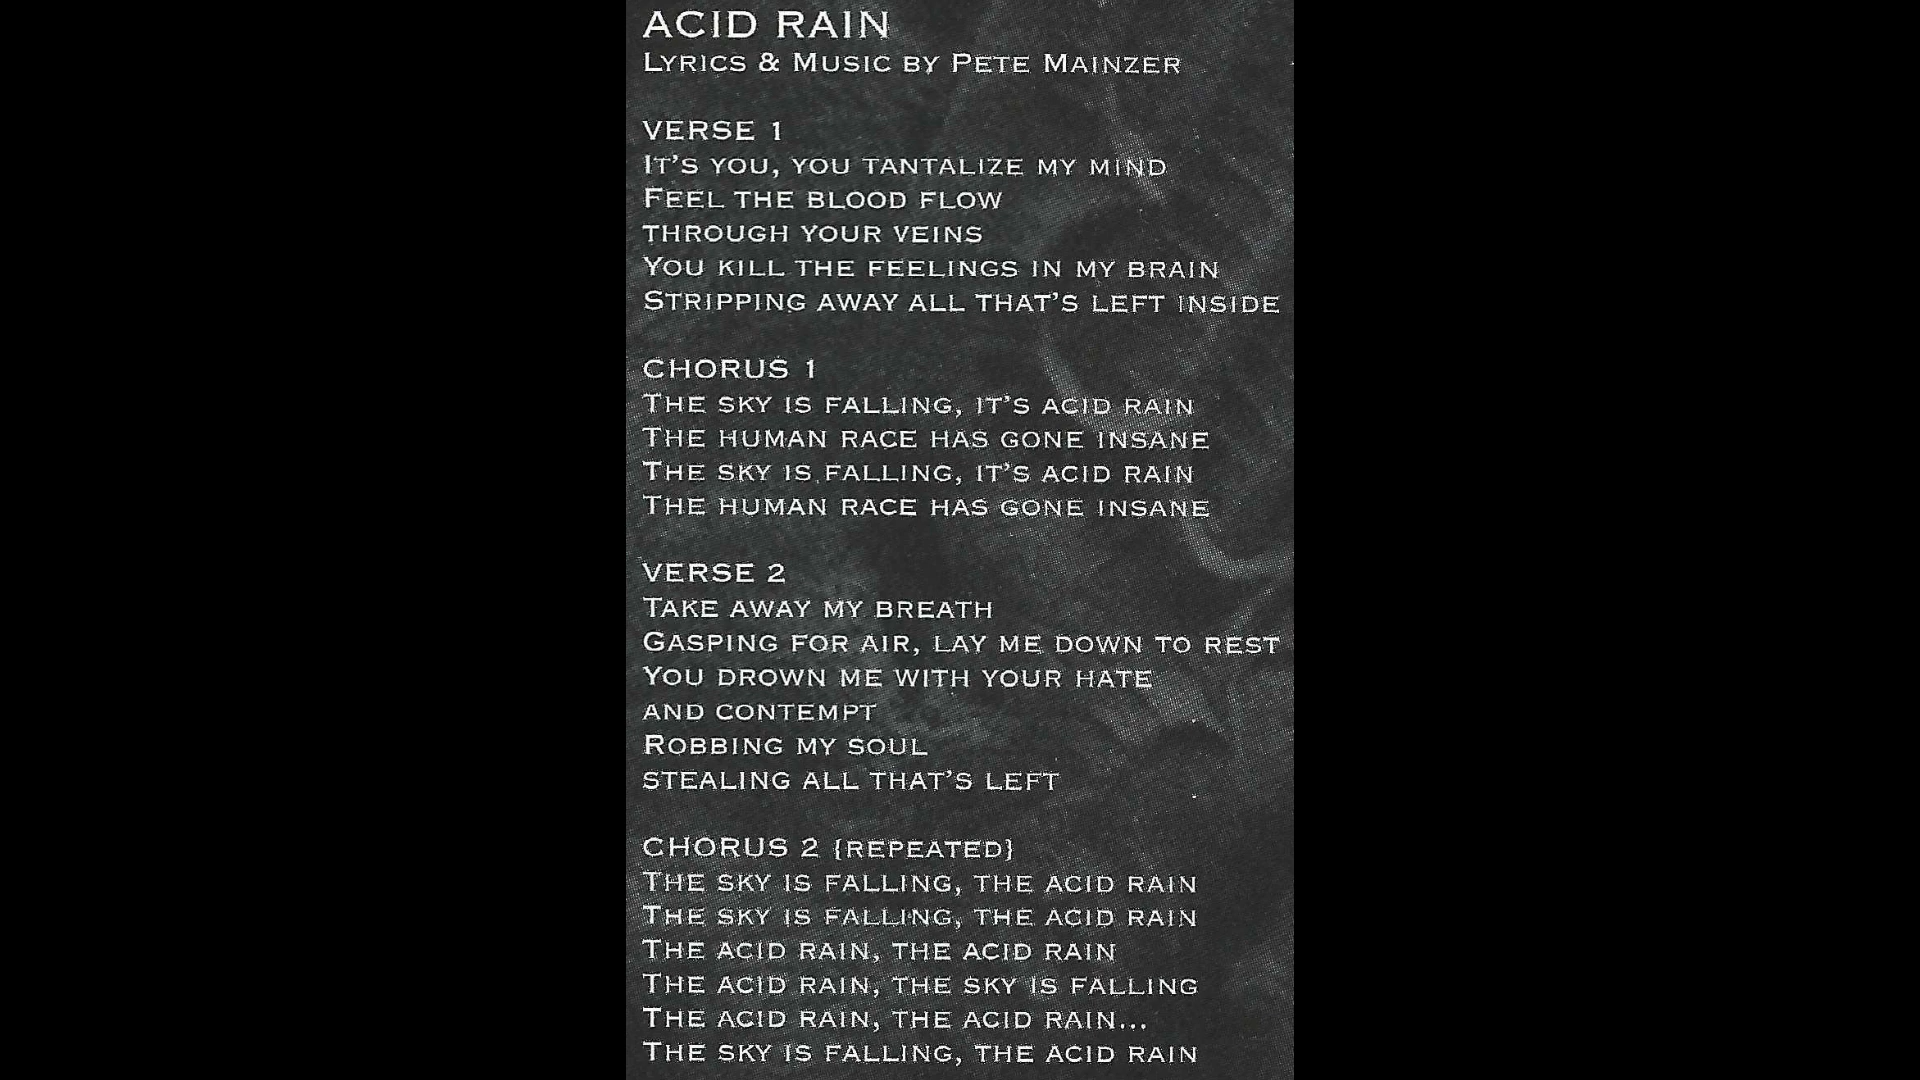 ACID RAIN
Lyrics & Music by Pete Mainzer
VERSE 1
It's you, you tantalize my mind
Feel the blood flow
through your veins
You kill the feelings in my brain
Stripping away all that's left inside
CHORUS 1
The sky is falling, it's acid rain
The human race has gone insane
The sky is falling, it's acid rain
The human race has gone insane
VERSE 2
Take away my breath
Gasping for air, lay me down to rest
You drown me with your hate
and contempt
Robbing my soul
stealing all that's left
CHORUS 2 {repeated}
The sky is falling, the acid rain
The sky is falling, the acid rain
The acid rain, the acid rain
The acid rain, the sky is falling
The acid rain, the acid rain...
The sky is falling, the acid rain